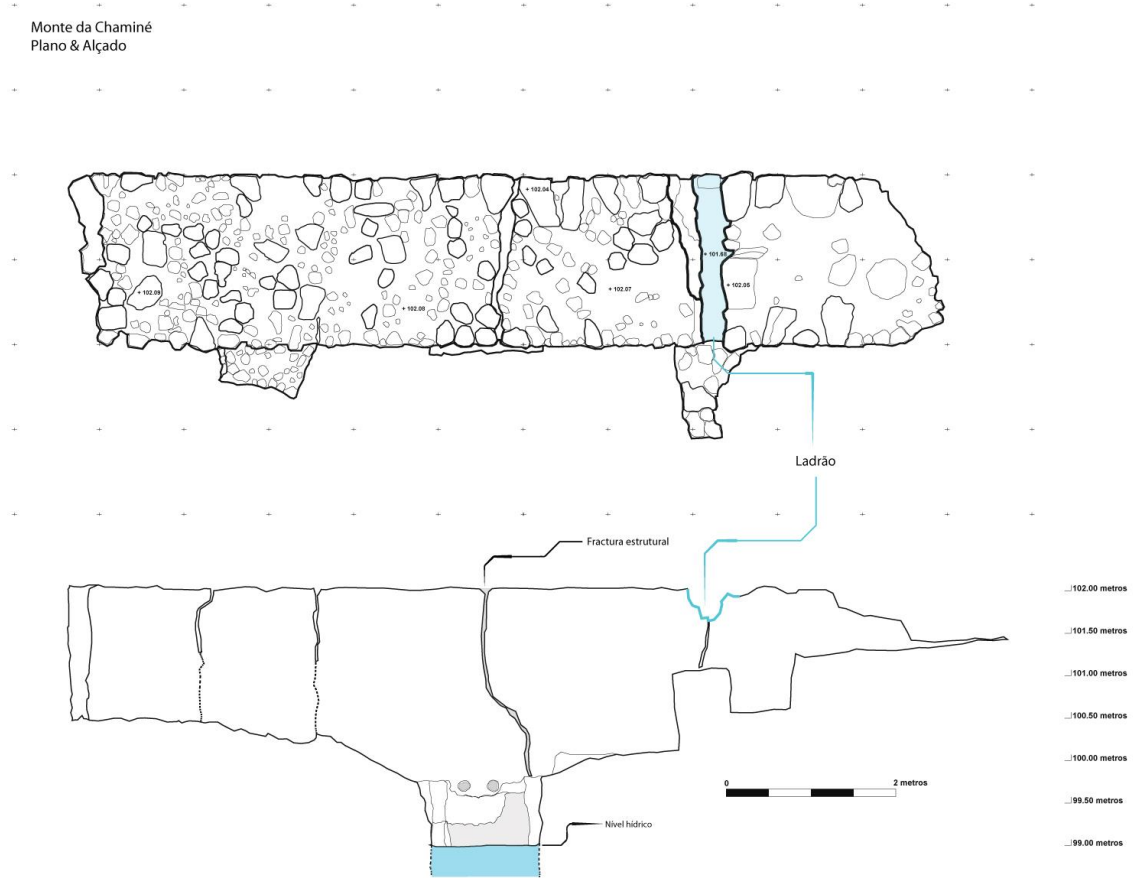 Monte da Chaminé
Plano & Alçado
+ 102.04
+ 101.68
+ 102.09
+ 102.07
+ 102.05
+ 102.08
Ladrão
Fractura estrutural
102.00 metros
101.50 metros
101.00 metros
100.50 metros
100.00 metros
0 2 metros
99.50 metros
Nível hídrico
99.00 metros